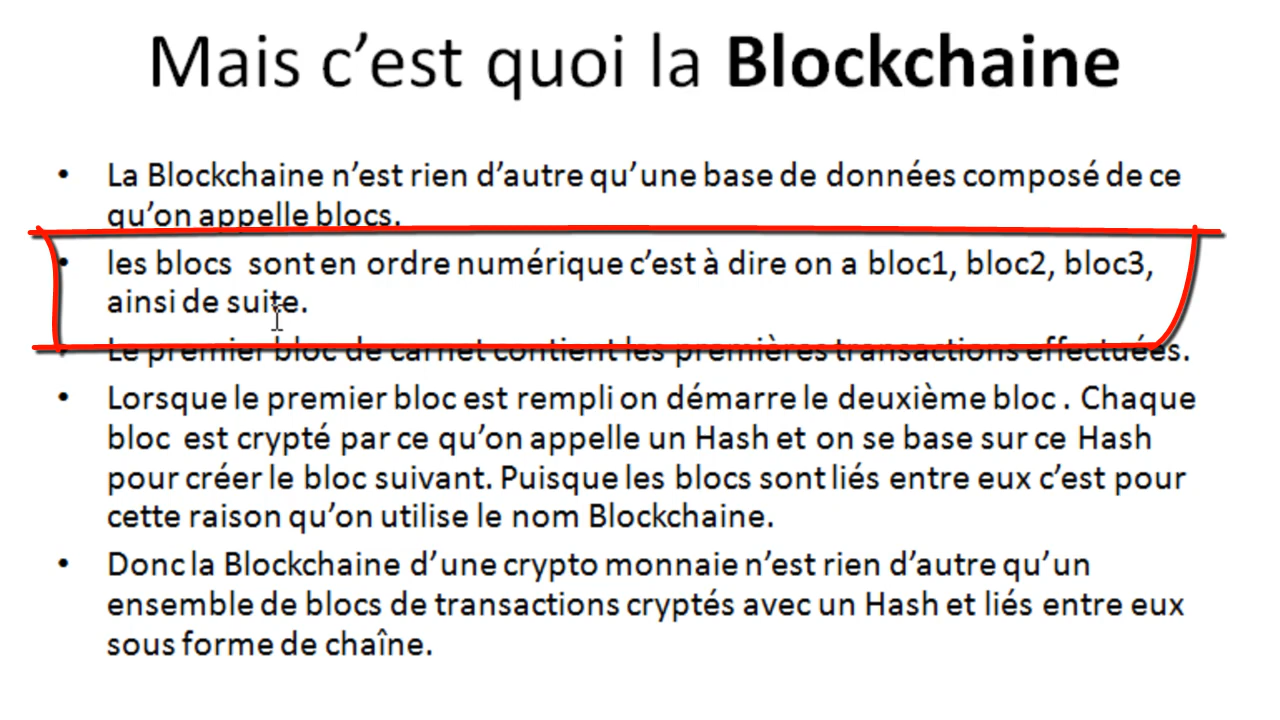 Mais c’est quoi la Blockchaine
• La Blockchaine n’est rien d’autre qu’une base de données composé de ce
qu’on appelle blocs.
• les blocs sont en ordre numérique c’est à dire on a bloc1, bloc2, bloc3,
ainsi de suite.
• Le premier bloc de carnet contient les premières transactions effectuées.
• Lorsque le premier bloc est rempli on démarre le deuxième bloc . Chaque
bloc est crypté par ce qu’on appelle un Hash et on se base sur ce Hash
pour créer le bloc suivant. Puisque les blocs sont liés entre eux c’est pour
cette raison qu’on utilise le nom Blockchaine.
• Donc la Blockchaine d’une crypto monnaie n’est rien d’autre qu’un
ensemble de blocs de transactions cryptés avec un Hash et liés entre eux
sous forme de chaîne.